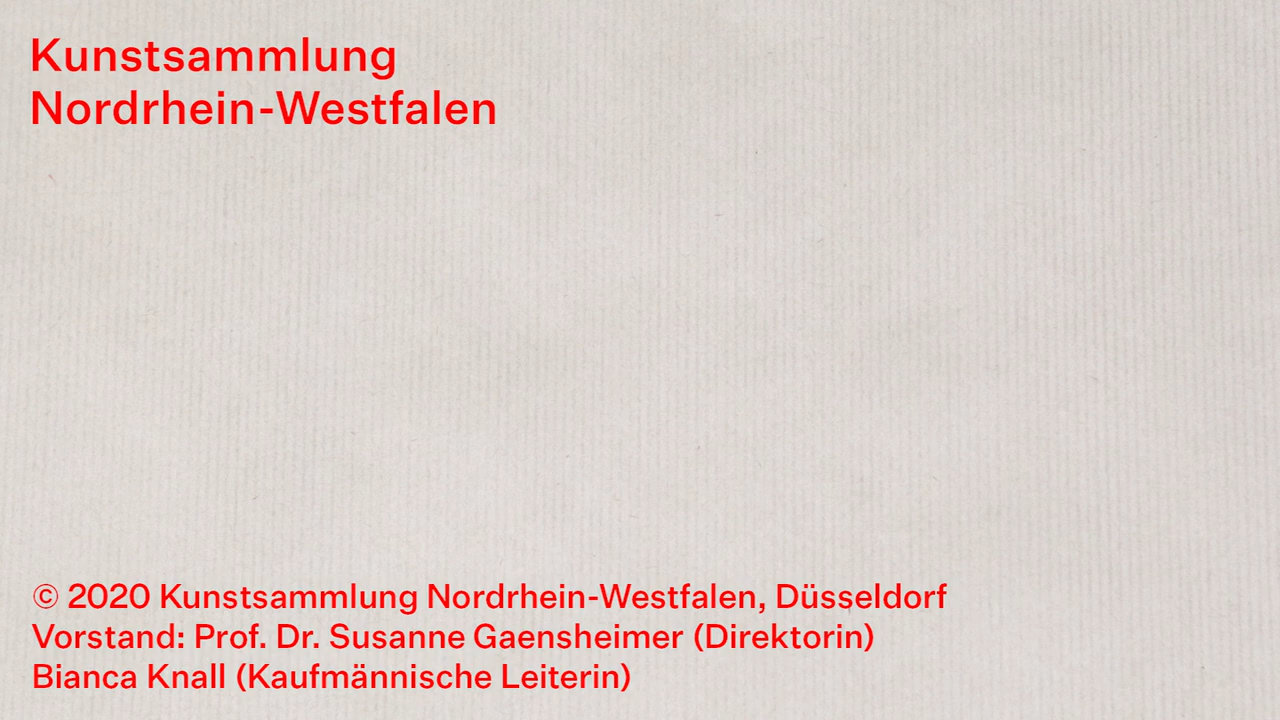 Kunstsammlung
Nordrhein-Westfalen
© 2020 Kunstsammlung Nordrhein-Westfalen, Düsseldorf
Vorstand: Prof. Dr. Susanne Gaensheimer (Direktorin)
Bianca Knall (Kaufmännische Leiterin)